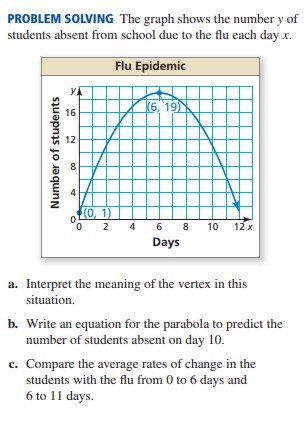 PROBLEM SOLVING The graph shows the number y of
students absent from school due to the flu each day x.
Flu Epidemic
y
(6, 19)
16
12
8
4
0
(0, 1)
0 2 4 6 8 10 12 x
Number of students
Days
a. Interpret the meaning of the vertex in this
situation.
b. Write an equation for the parabola to predict the
number of students absent on day 10.
c. Compare the average rates of change in the
students with the flu from 0 to 6 days and
6 to 11 days.